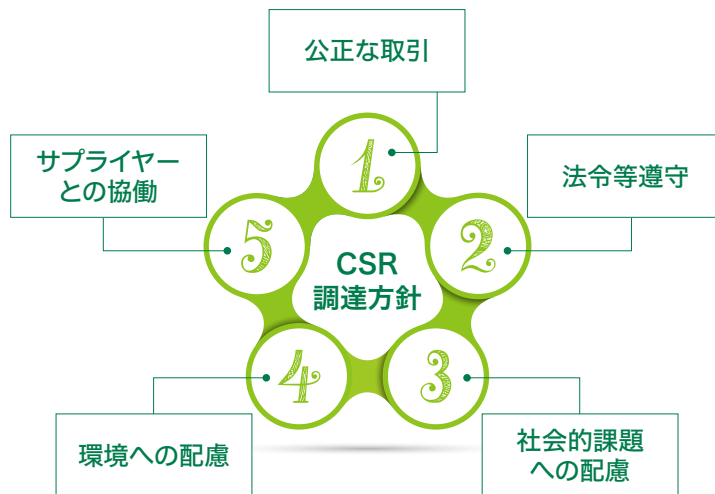 公正な取引
1
サプライヤー
との協働
5
法令等遵守
2
CSR
調達方針
4
環境への配慮
3
社会的課題
への配慮